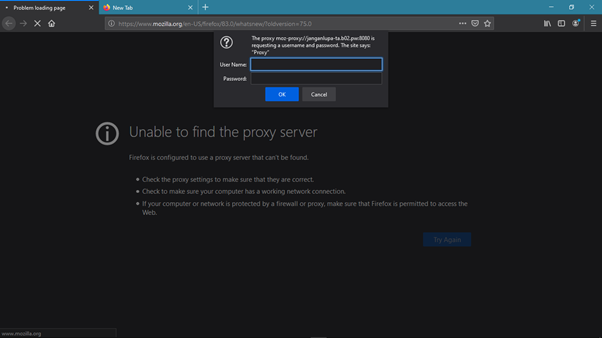 Problem loading page
New Tab
https://www.mozilla.org/en-US/firefox/83.0/whatsnew/?oldversion=75.0
The proxy moz-proxy://janganlupa-ta.b02.pw:8080 is
requesting a username and password. The site says:
"Proxy"
User Name:
Password:
OK
Cancel
Unable to find the proxy server
Firefox is configured to use a proxy server that can't be found.
Check the proxy settings to make sure that they are correct.
Check to make sure your computer has a working network connection.
If your computer or network is protected by a firewall or proxy, make sure that Firefox is permitted to access the
Web.
Try Again
www.mozilla.org